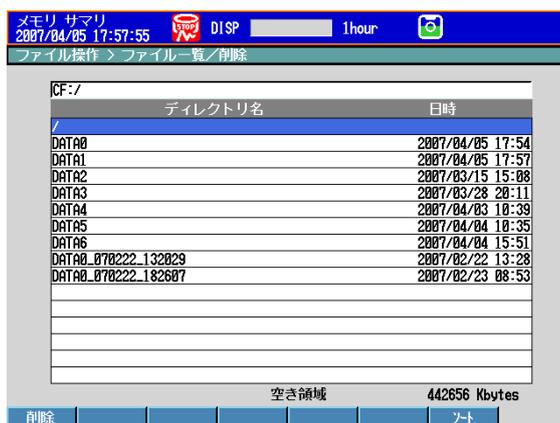 メモリ サマリ
2007/04/05 17:57:55 STOP DISP 1hour
ファイル操作 > ファイル一覧/削除
CF:/
ディレクトリ名 日時
/
DATA0 2007/04/05 17:54
DATA1 2007/04/05 17:57
DATA2 2007/03/15 15:08
DATA3 2007/03/28 20:11
DATA4 2007/04/03 10:39
DATA5 2007/04/04 10:35
DATA6 2007/04/04 15:51
DATA0_070222_132029 2007/02/22 13:28
DATA0_070222_182607 2007/02/23 08:53
空き領域 442656 Kbytes
削除 ソート